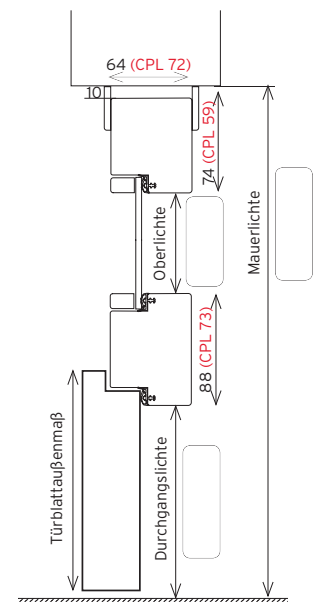 64 (CPL 72)
10
74 (CPL 59)
Oberlichte
Mauerlichte
88 (CPL 73)
Türblattaußenmaß
Durchgangslichte